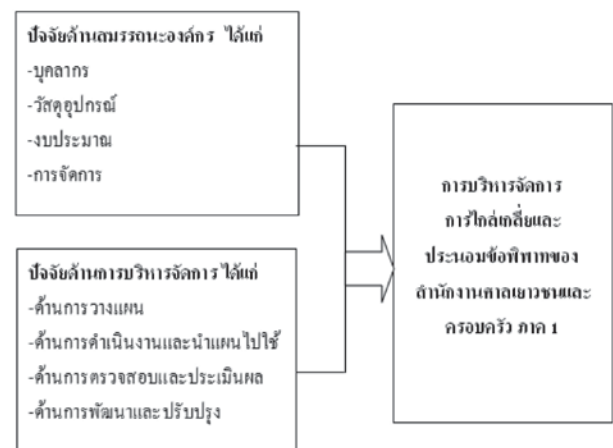 ปัจจัยด้านสมรรถนะองค์กร ได้แก่
-บุคลากร
-วัสดุอุปกรณ์
-งบประมาณ
-การจัดการ
ปัจจัยด้านการบริหารจัดการ ได้แก่
-ด้านการวางแผน
-ด้านการดำเนินงานและนำแผนไปใช้
-ด้านการตรวจสอบและประเมินผล
-ด้านการพัฒนาและปรับปรุง
การบริหารจัดการ
การไกล่เกลี่ยและ
ประนอมข้อพิพาทของ
สำนักงานศาลเยาวชนและ
ครอบครัว ภาค 1